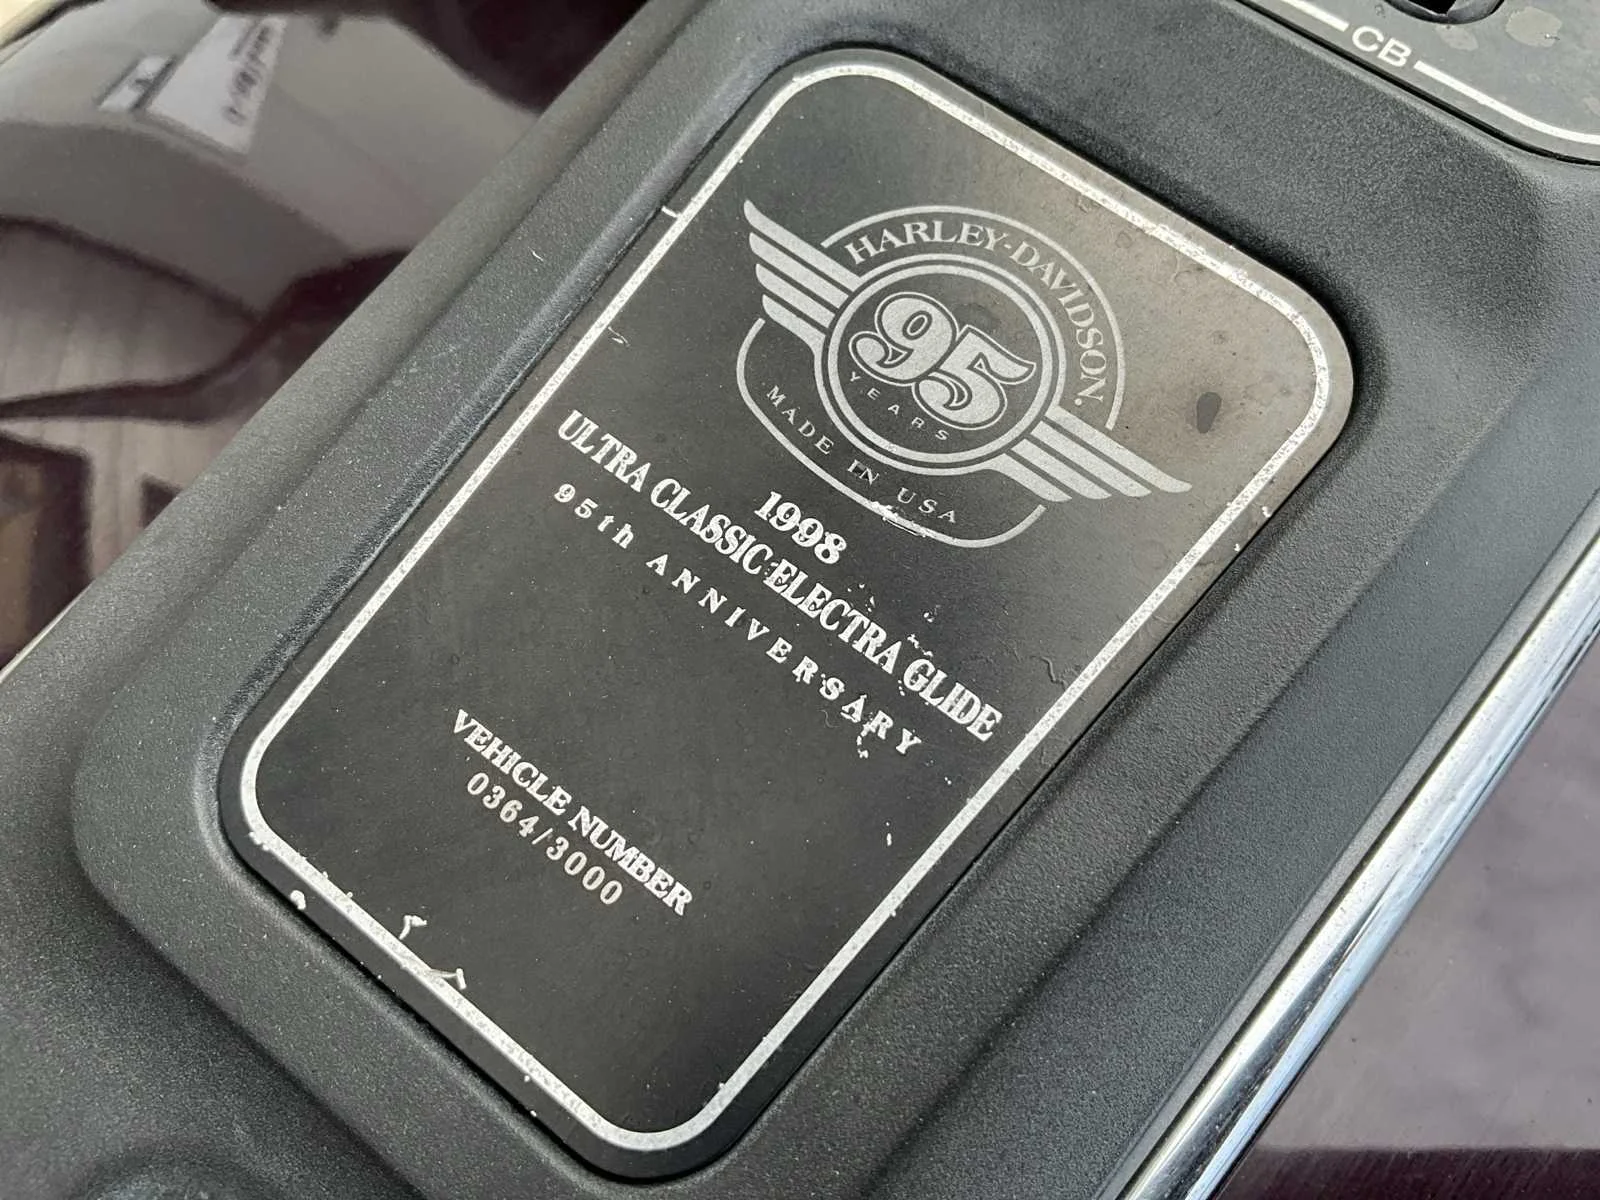 CB
HARLEY-DAVIDSON.
95
YEARS
MADE IN USA
1998
ULTRA CLASSIC ELECTRA GLIDE
95th ANNIVERSARY
VEHICLE NUMBER
0364/3000